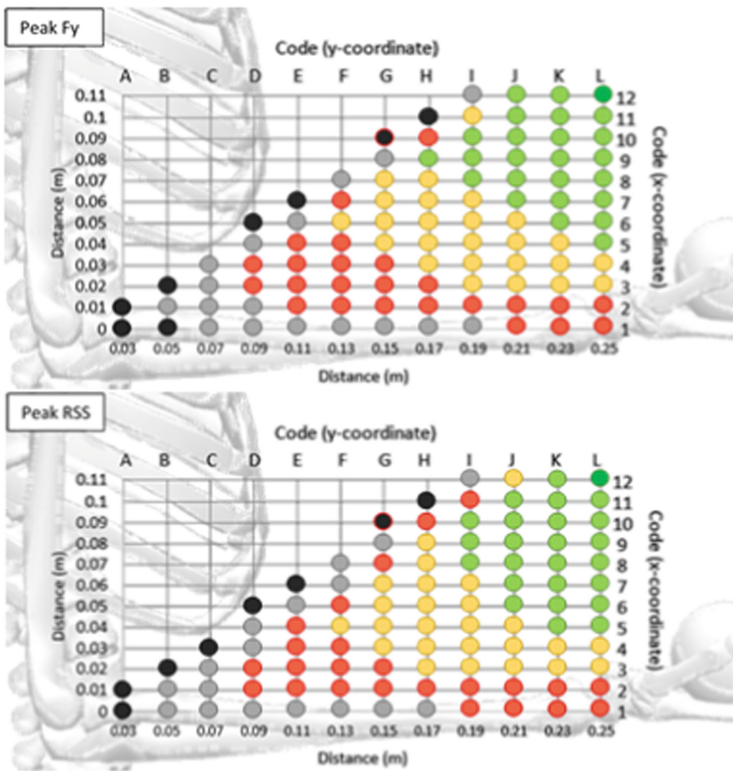 Peak Fy
Code (y-coordinate)
A B C D E F G H I J K L
0.11 12
0.1 11
0.09 10
0.08 9
0.07 8
0.06 7
0.05 6
0.04 5
0.03 4
0.02 3
0.01 2
0 1
0.03 0.05 0.07 0.09 0.11 0.13 0.15 0.17 0.19 0.21 0.23 0.25
Distance (m)
Distance (m)
Code (x-coordinate)
Peak RSS
Code (y-coordinate)
A B C D E F G H I J K L
0.11 12
0.1 11
0.09 10
0.08 9
0.07 8
0.06 7
0.05 6
0.04 5
0.03 4
0.02 3
0.01 2
0 1
0.03 0.05 0.07 0.09 0.11 0.13 0.15 0.17 0.19 0.21 0.23 0.25
Distance (m)
Distance (m)
Code (x-coordinate)